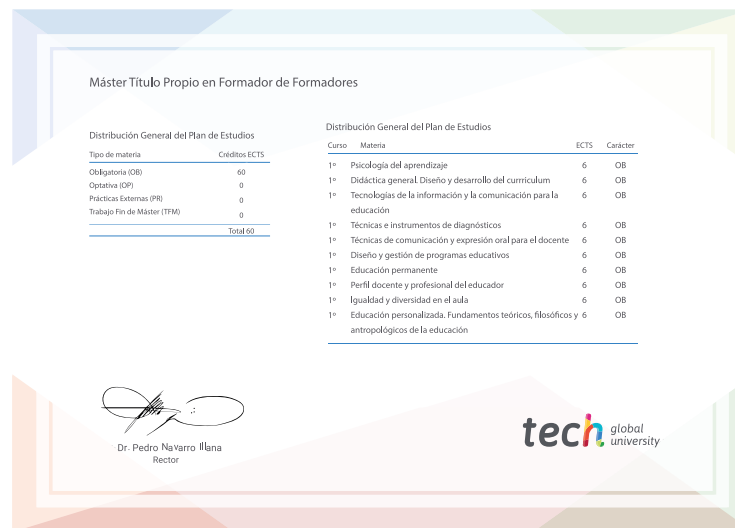 Máster Título Propio en Formador de Formadores
Distribución General del Plan de Estudios
Tipo de materia Créditos ECTS
Obligatoria (OB) 60
Optativa (OP) 0
Prácticas Externas (PR) 0
Trabajo Fin de Máster (TFM) 0
Total 60
Distribución General del Plan de Estudios
Curso Materia ECTS Carácter
1º Psicología del aprendizaje 6 OB
1º Didáctica general. Diseño y desarrollo del currriculum 6 OB
1º Tecnologías de la información y la comunicación para la 6 OB
educación
1º Técnicas e instrumentos de diagnósticos 6 OB
1º Técnicas de comunicación y expresión oral para el docente 6 OB
1º Diseño y gestión de programas educativos 6 OB
1º Educación permanente 6 OB
1º Perfil docente y profesional del educador 6 OB
1º Igualdad y diversidad en el aula 6 OB
1º Educación personalizada. Fundamentos teóricos, filosóficos y 6 OB
antropológicos de la educación
Dr. Pedro Navarro Illana
Rector
tech global
university